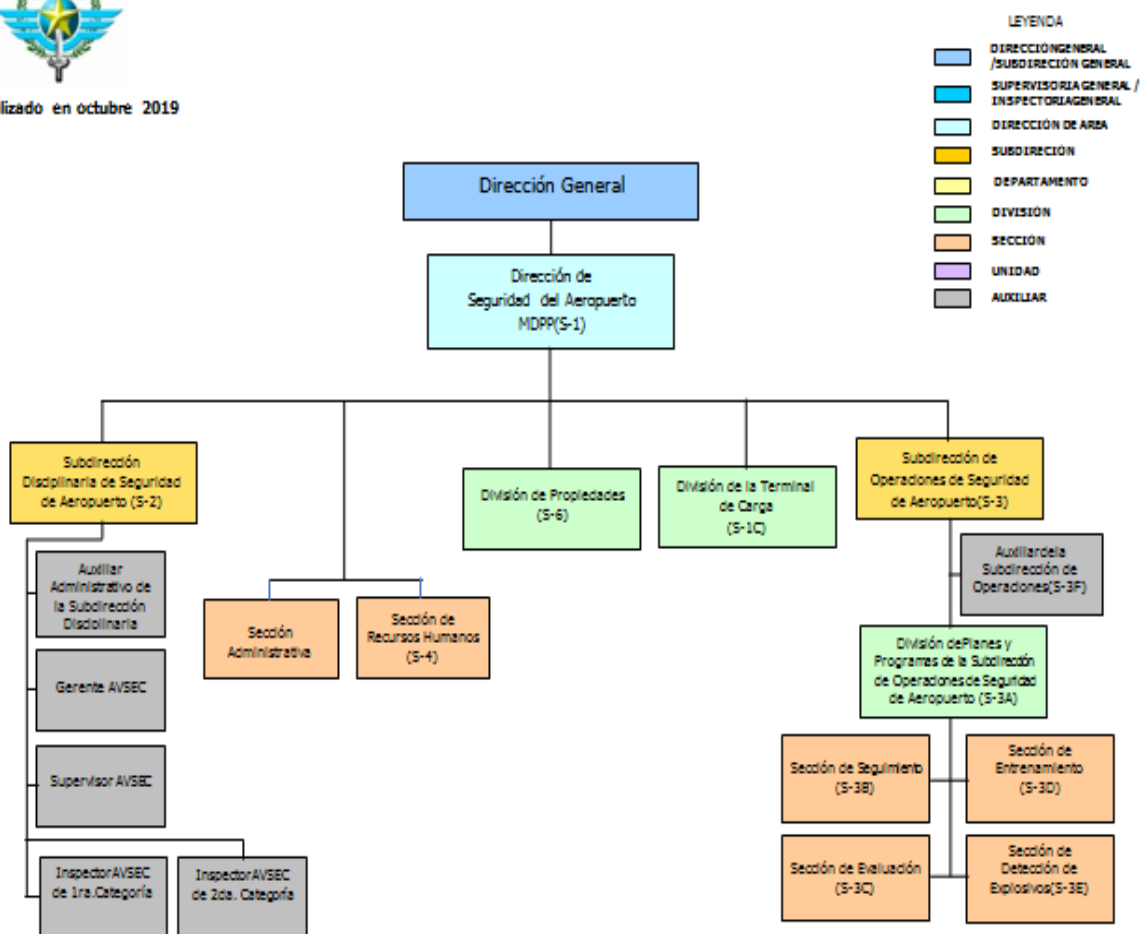 lizado en octubre 2019
LEYENDA
DIRECCIÓNGENERAL
/SUBDIRECIÓN GENERAL
SUPERVISORIA GENERAL /
INSPECTORIAGENERAL
DIRECCIÓN DE AREA
SUBDIRECIÓN
DEPARTAMENTO
DIVISIÓN
SECCIÓN
UNIDAD
AUXILIAR
Dirección General
Dirección de
Seguridad del Aeropuerto
MDPP(S-1)
Subdirección
Disciplinaria de Seguridad
de Aeropuerto (S-2)
División de Propiedades
(S-6)
División de la Terminal
de Carga
(S-1C)
Subdirección de
Operaciones de Seguridad
de Aeropuerto(S-3)
Auxiliar
Administrativo de
la Subdirección
Disciplinaria
Gerente AVSEC
Supervisor AVSEC
InspectorAVSEC
de 1ra.Categoría
InspectorAVSEC
de 2da. Categoría
Sección
Administrativa
Sección de
Recursos Humanos
(S-4)
Auxiliardela
Subdirección de
Operaciones(S-3F)
División dePlanes y
Programas de la Subdirección
de Operaciones de Seguridad
de Aeropuerto (S-3A)
Sección de Seguimiento
(S-3B)
Sección de
Entrenamiento
(S-3D)
Sección de Evaluación
(S-3C)
Sección de
Detección de
Explosivos(S-3E)